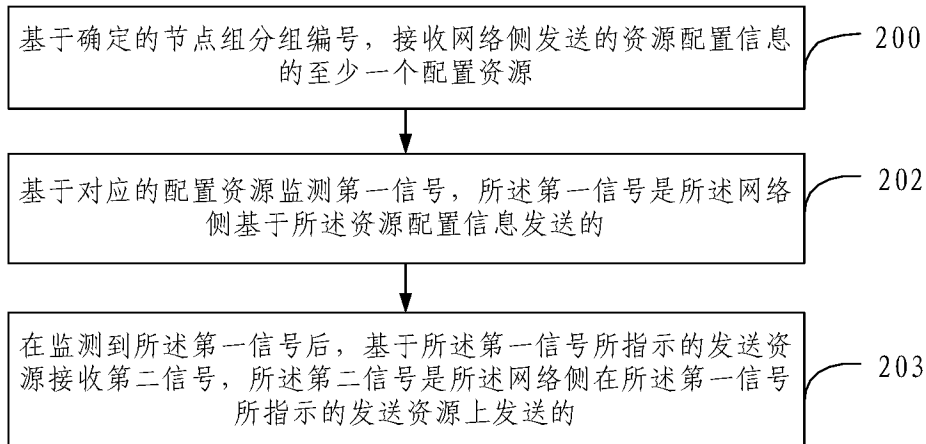 基于确定的节点组分组编号，接收网络侧发送的资源配置信息
的至少一个配置资源
200
基于对应的配置资源监测第一信号，所述第一信号是所述网络
侧基于所述资源配置信息发送的
202
在监测到所述第一信号后，基于所述第一信号所指示的发送资
源接收第二信号，所述第二信号是所述网络侧在所述第一信号
所指示的发送资源上发送的
203